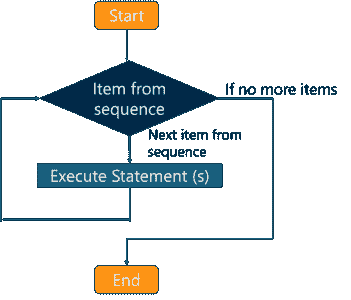 Start
Item from
sequence
If no more items
Next item from
sequence
Execute Statement (s)
End